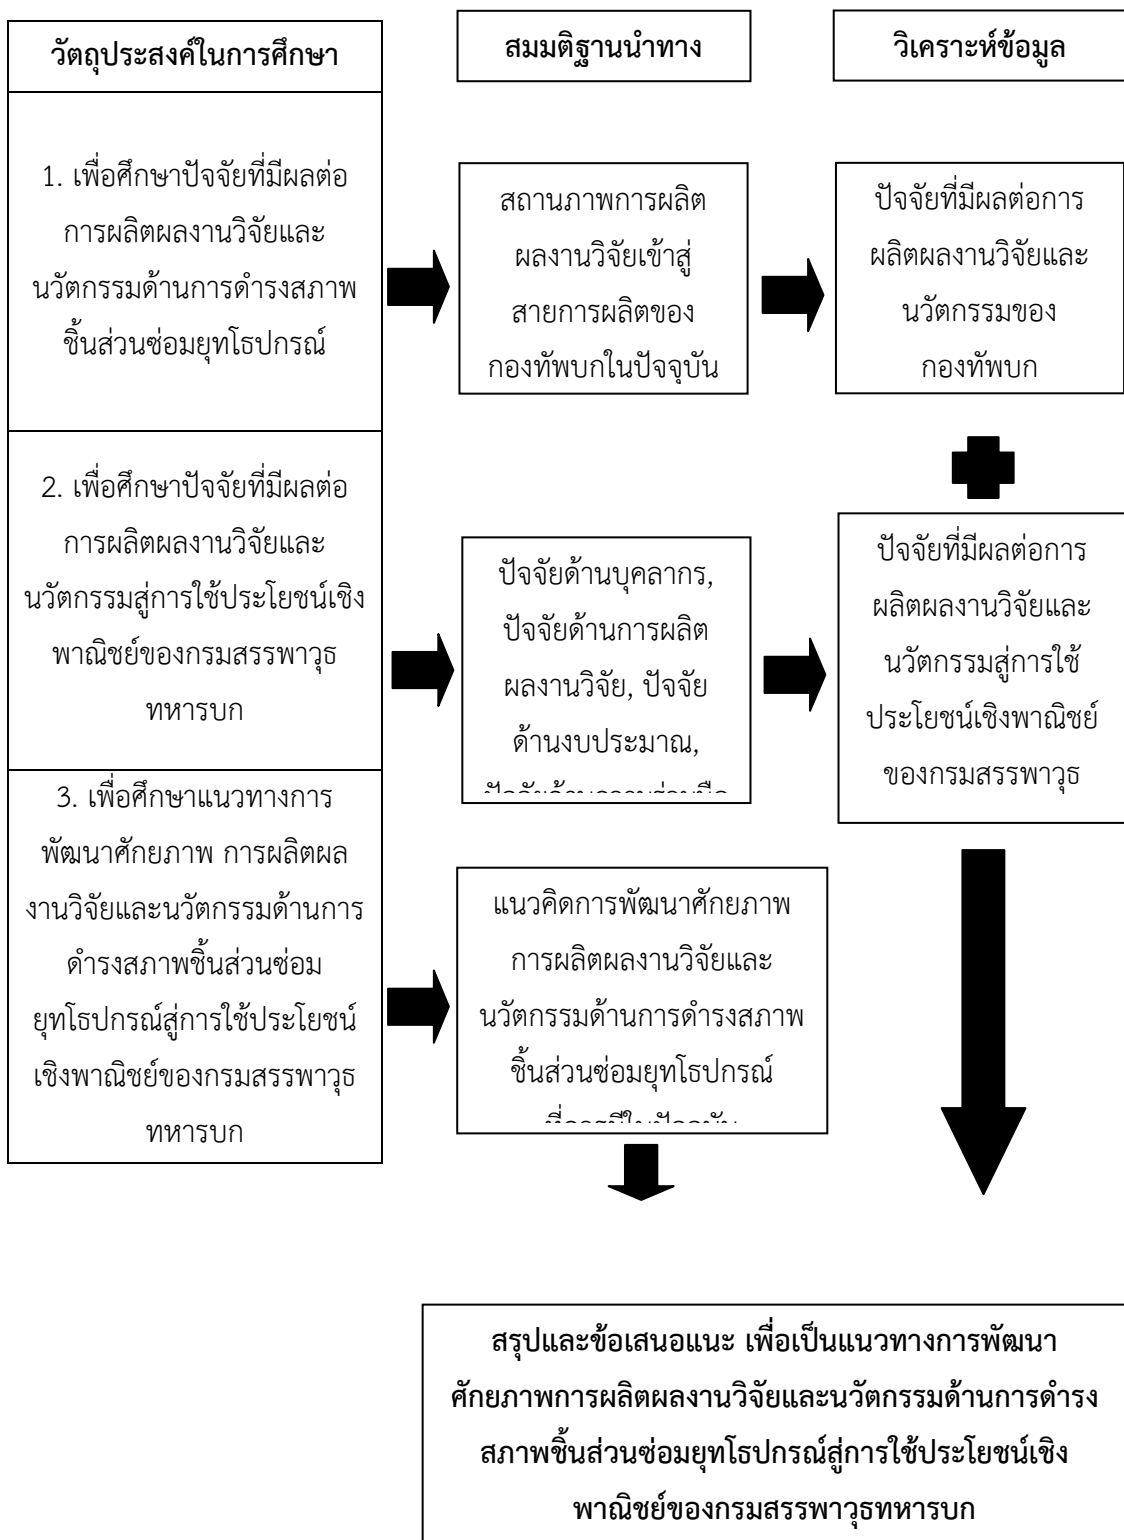 วัตถุประสงค์ในการศึกษา
1. เพื่อศึกษาปัจจัยที่มีผลต่อ
การผลิตผลงานวิจัยและ
นวัตกรรมด้านการดำรงสภาพ
ชิ้นส่วนซ่อมยุทโธปกรณ์
2. เพื่อศึกษาปัจจัยที่มีผลต่อ
การผลิตผลงานวิจัยและ
นวัตกรรมสู่การใช้ประโยชน์เชิง
พาณิชย์ของกรมสรรพาวุธ
ทหารบก
3. เพื่อศึกษาแนวทางการ
พัฒนาศักยภาพ การผลิตผล
งานวิจัยและนวัตกรรมด้านการ
ดำรงสภาพชิ้นส่วนซ่อม
ยุทโธปกรณ์สู่การใช้ประโยชน์
เชิงพาณิชย์ของกรมสรรพาวุธ
ทหารบก
สมมติฐานนำทาง
สถานภาพการผลิต
ผลงานวิจัยเข้าสู่
สายการผลิตของ
กองทัพบกในปัจจุบัน
ปัจจัยด้านบุคลากร,
ปัจจัยด้านการผลิต
ผลงานวิจัย, ปัจจัย
ด้านงบประมาณ,
แนวคิดการพัฒนาศักยภาพ
การผลิตผลงานวิจัยและ
นวัตกรรมด้านการดำรงสภาพ
ชิ้นส่วนซ่อมยุทโธปกรณ์
วิเคราะห์ข้อมูล
ปัจจัยที่มีผลต่อการ
ผลิตผลงานวิจัยและ
นวัตกรรมของ
กองทัพบก
ปัจจัยที่มีผลต่อการ
ผลิตผลงานวิจัยและ
นวัตกรรมสู่การใช้
ประโยชน์เชิงพาณิชย์
ของกรมสรรพาวุธ
สรุปและข้อเสนอแนะ เพื่อเป็นแนวทางการพัฒนา
ศักยภาพการผลิตผลงานวิจัยและนวัตกรรมด้านการดำรง
สภาพชิ้นส่วนซ่อมยุทโธปกรณ์สู่การใช้ประโยชน์เชิง
พาณิชย์ของกรมสรรพาวุธทหารบก